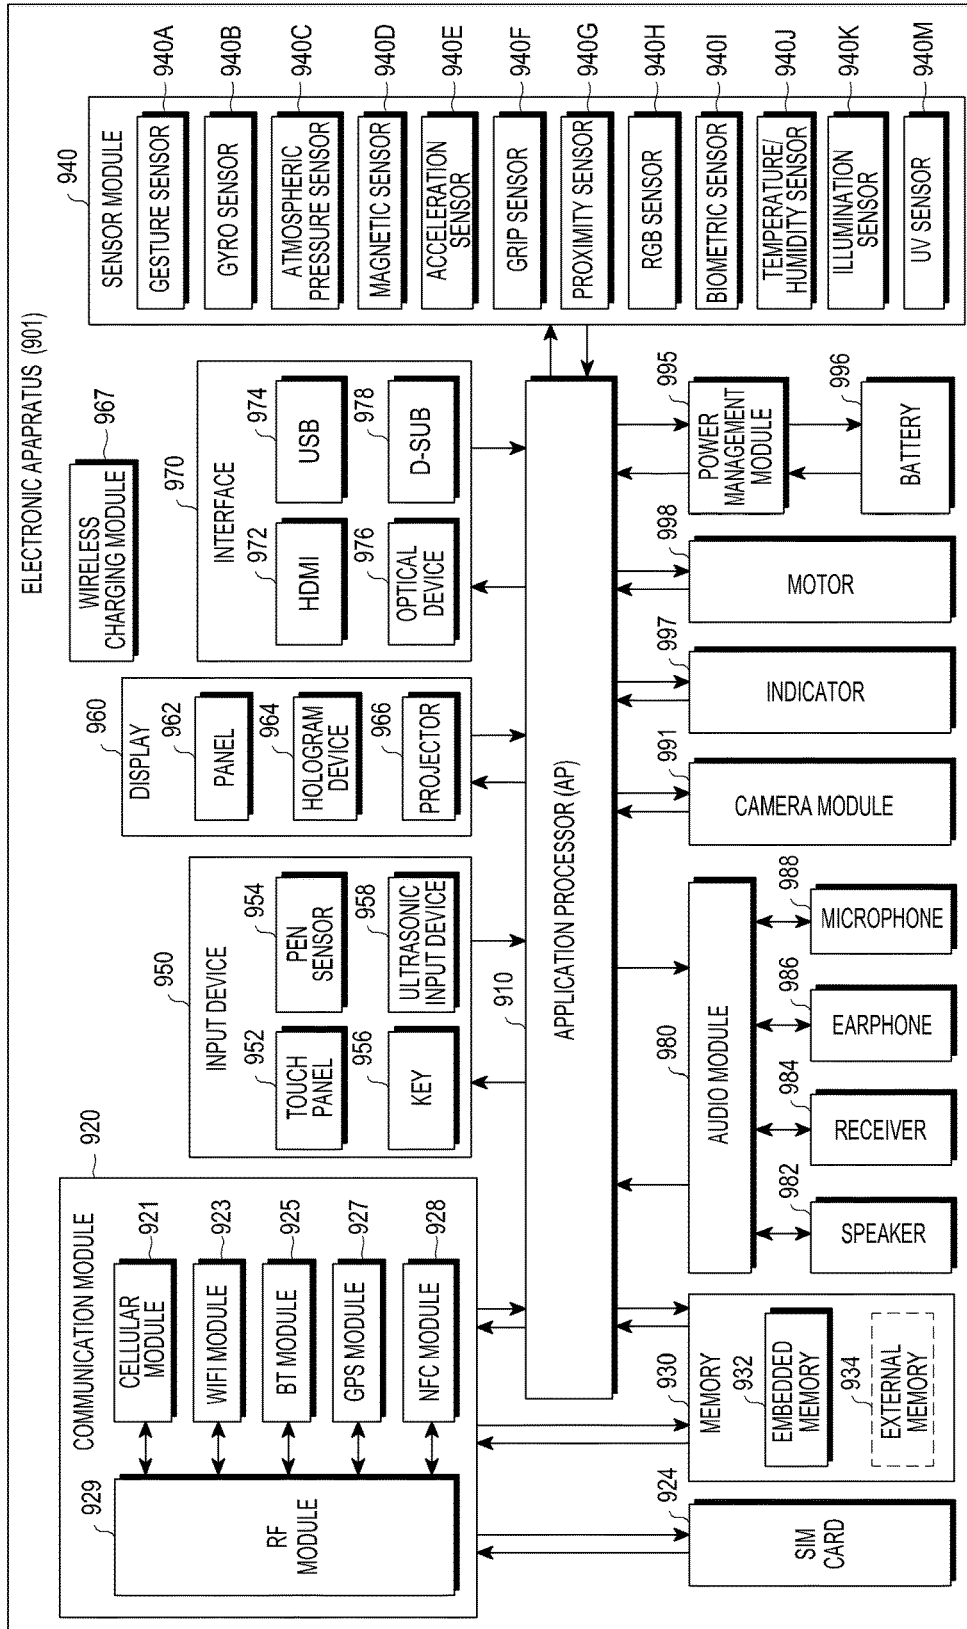 ELECTRONIC APAPRATUS (901)
920
COMMUNICATION MODULE
929
RF
MODULE
CELLULAR
MODULE
921
WIFI MODULE
923
BT MODULE
925
GPS MODULE
927
NFC MODULE
928
950
INPUT DEVICE
952
TOUCH
PANEL
954
PEN
SENSOR
956
KEY
958
ULTRASONIC
INPUT DEVICE
960
DISPLAY
962
PANEL
964
HOLOGRAM
DEVICE
966
PROJECTOR
WIRELESS
CHARGING MODULE
967
970
INTERFACE
972
HDMI
974
USB
976
OPTICAL
DEVICE
978
D-SUB
940
SENSOR MODULE
GESTURE SENSOR
940A
GYRO SENSOR
940B
ATMOSPHERIC
PRESSURE SENSOR
940C
MAGNETIC SENSOR
940D
ACCELERATION
SENSOR
940E
GRIP SENSOR
940F
PROXIMITY SENSOR
940G
RGB SENSOR
940H
BIOMETRIC SENSOR
940I
TEMPERATURE/
HUMIDITY SENSOR
940J
ILLUMINATION
SENSOR
940K
UV SENSOR
940M
910
APPLICATION PROCESSOR (AP)
924
SIM
CARD
930
MEMORY
932
EMBEDDED
MEMORY
934
EXTERNAL
MEMORY
980
AUDIO MODULE
982
SPEAKER
984
RECEIVER
986
EARPHONE
988
MICROPHONE
991
CAMERA MODULE
997
INDICATOR
998
MOTOR
995
POWER
MANAGEMENT
MODULE
996
BATTERY